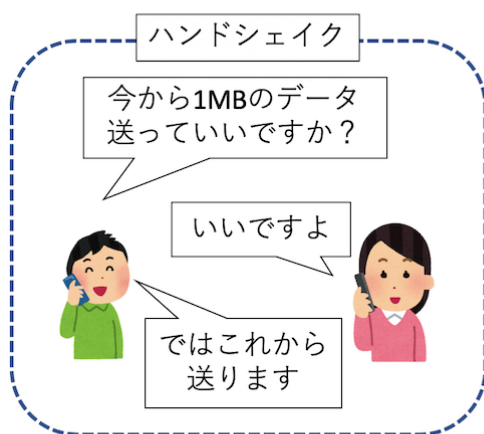 ハンドシェイク
今から1MBのデータ
送っていいですか？
いいですよ
ではこれから
送ります